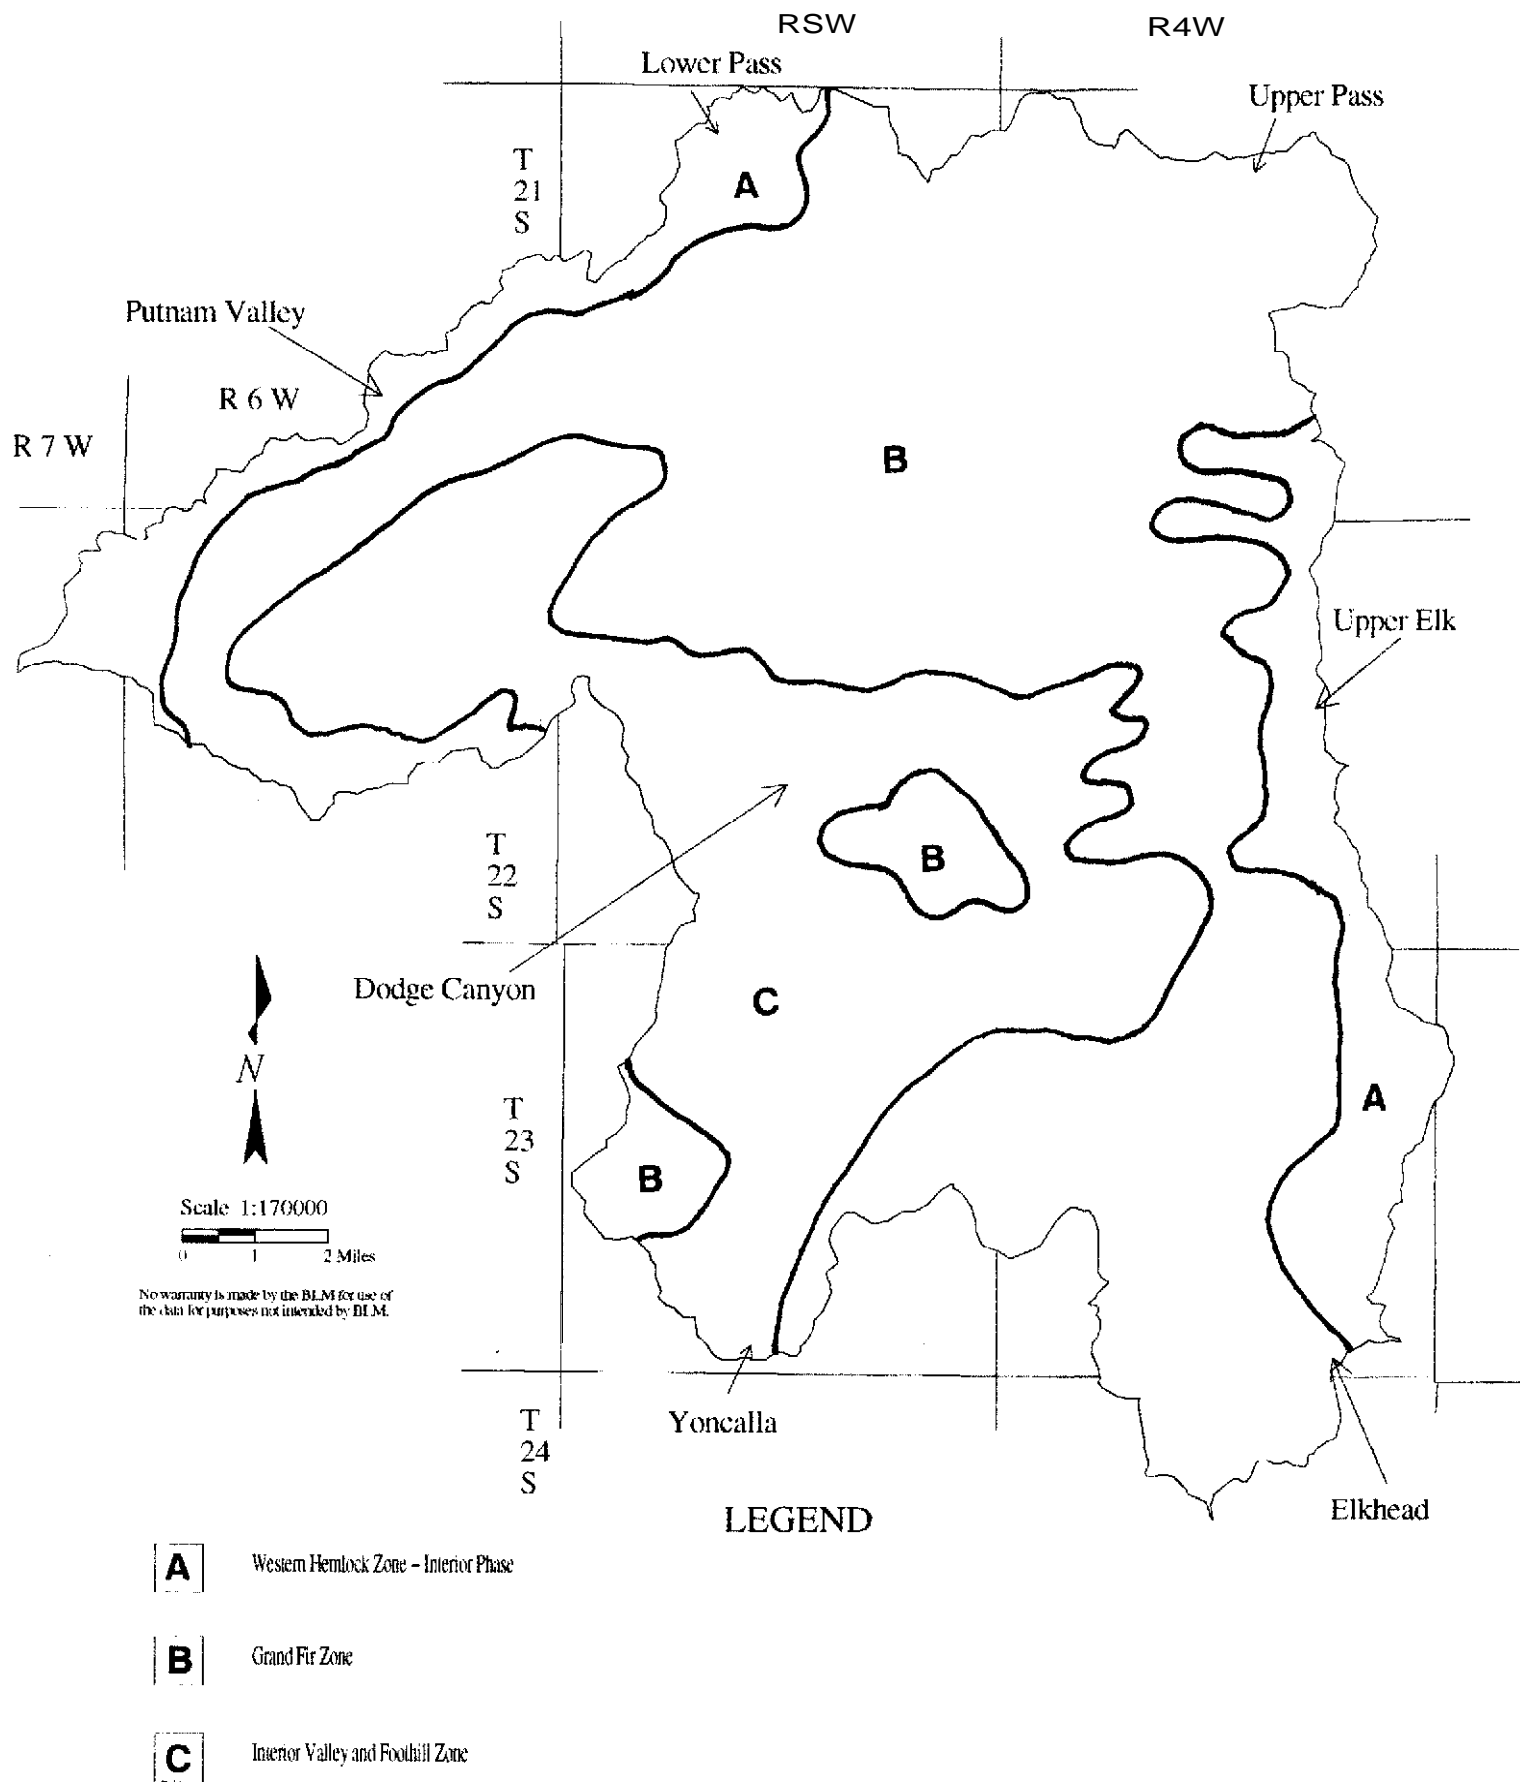 RSW
R4W
Lower Pass
Upper Pass
T
21
S
A
Putnam Valley
R 6 W
R 7 W
B
Upper Elk
T
22
S
B
Dodge Canyon
C
N
A
T
23
S
B
Scale 1:170000
0 1 2 Miles
No warranty is made by the BLM for use of
the data for purposes not intended by BLM.
T
24
S
Yoncalla
Elkhead
LEGEND
A Western Hemlock Zone – Interior Phase
B Grand Fir Zone
C Interior Valley and Foothill Zone